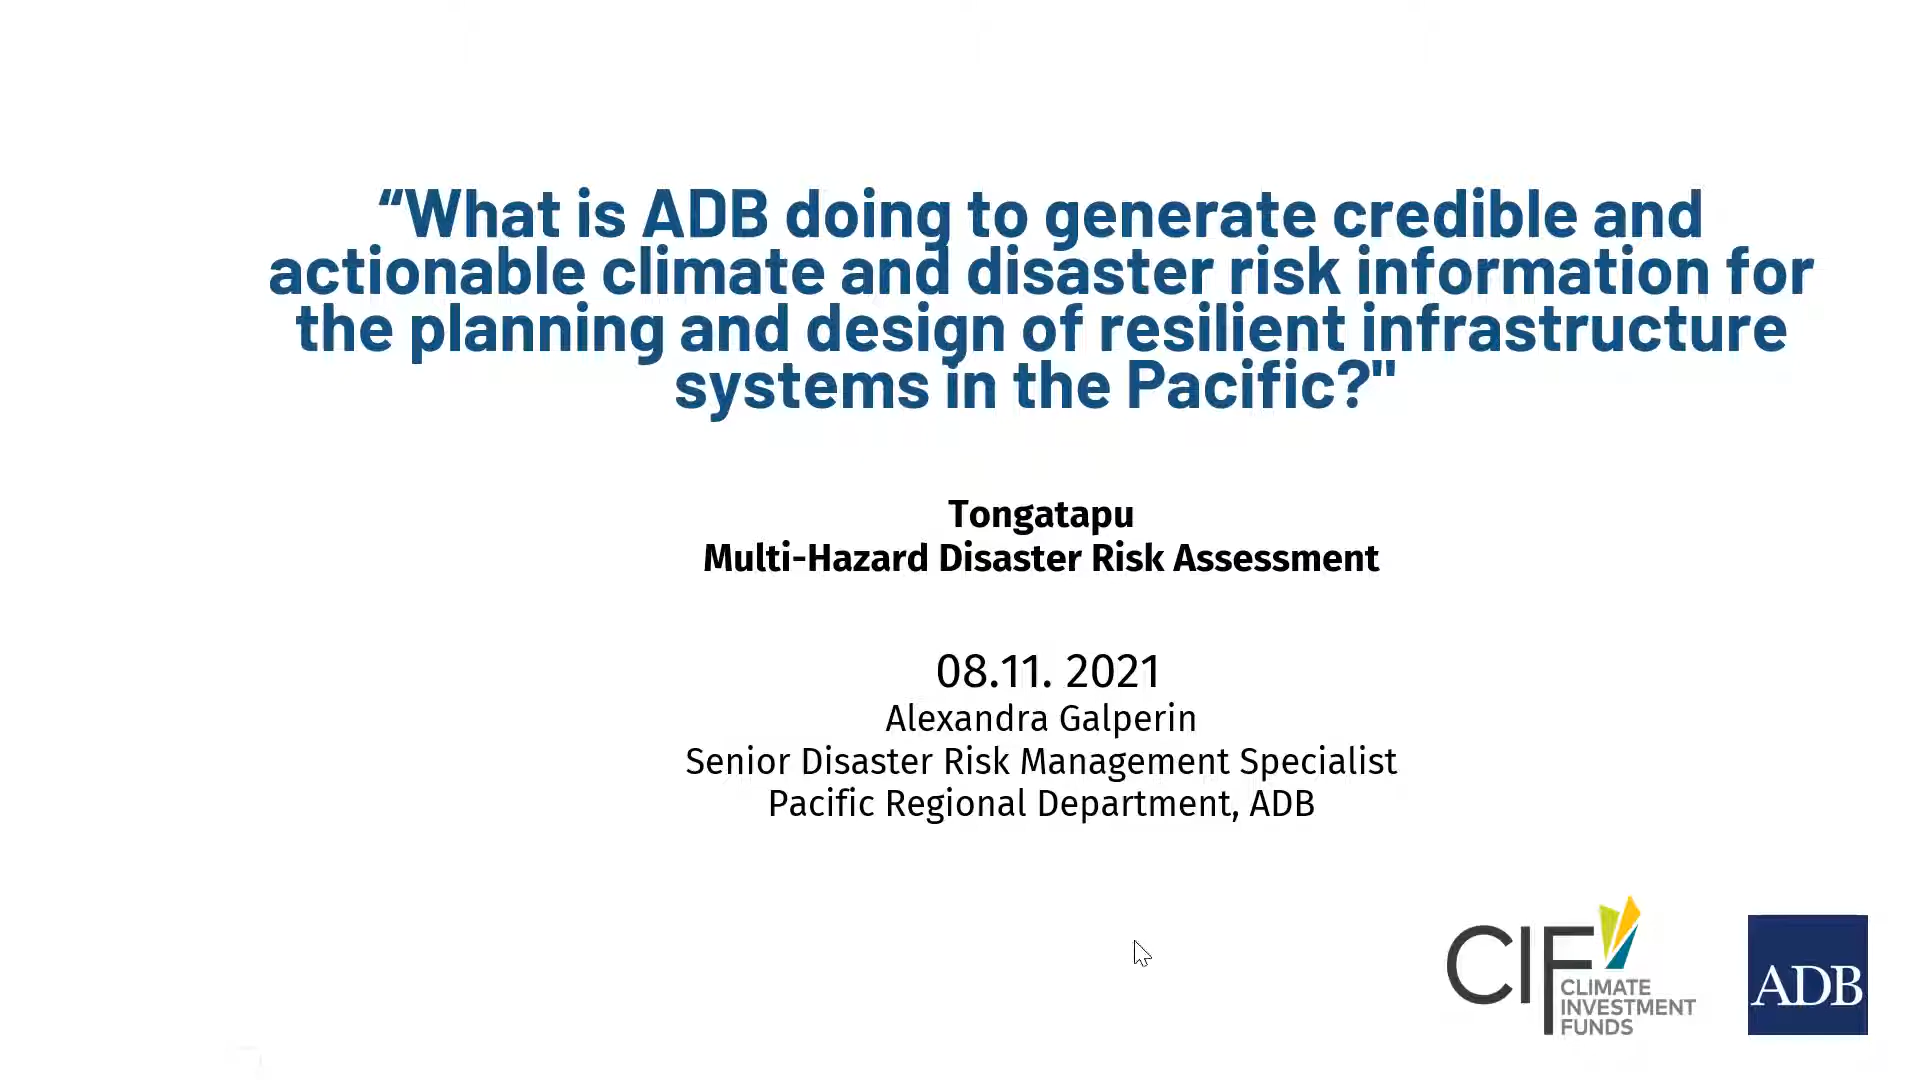 “What is ADB doing to generate credible and
actionable climate and disaster risk information for
the planning and design of resilient infrastructure
systems in the Pacific?"
Tongatapu
Multi-Hazard Disaster Risk Assessment
08.11. 2021
Alexandra Galperin
Senior Disaster Risk Management Specialist
Pacific Regional Department, ADB
CIF
CLIMATE
INVESTMENT
FUNDS
ADB